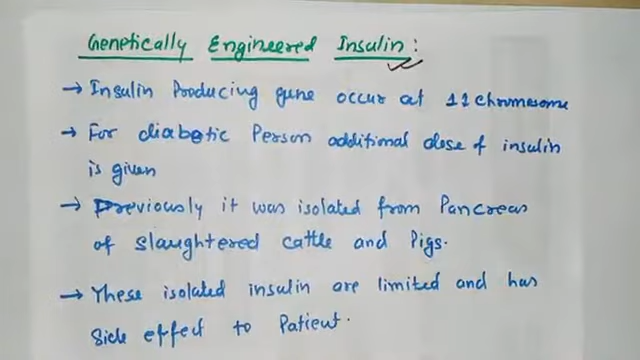 Genetically Engineered Insulin:
→ Insulin Producing gene occur at 11 chromosome
→ For diabetic Person additional dose of insulin
is given
→ Previously it was isolated from Pancreas
of slaughtered cattle and Pigs.
→ These isolated insulin are limited and has
Side effect to Patient.